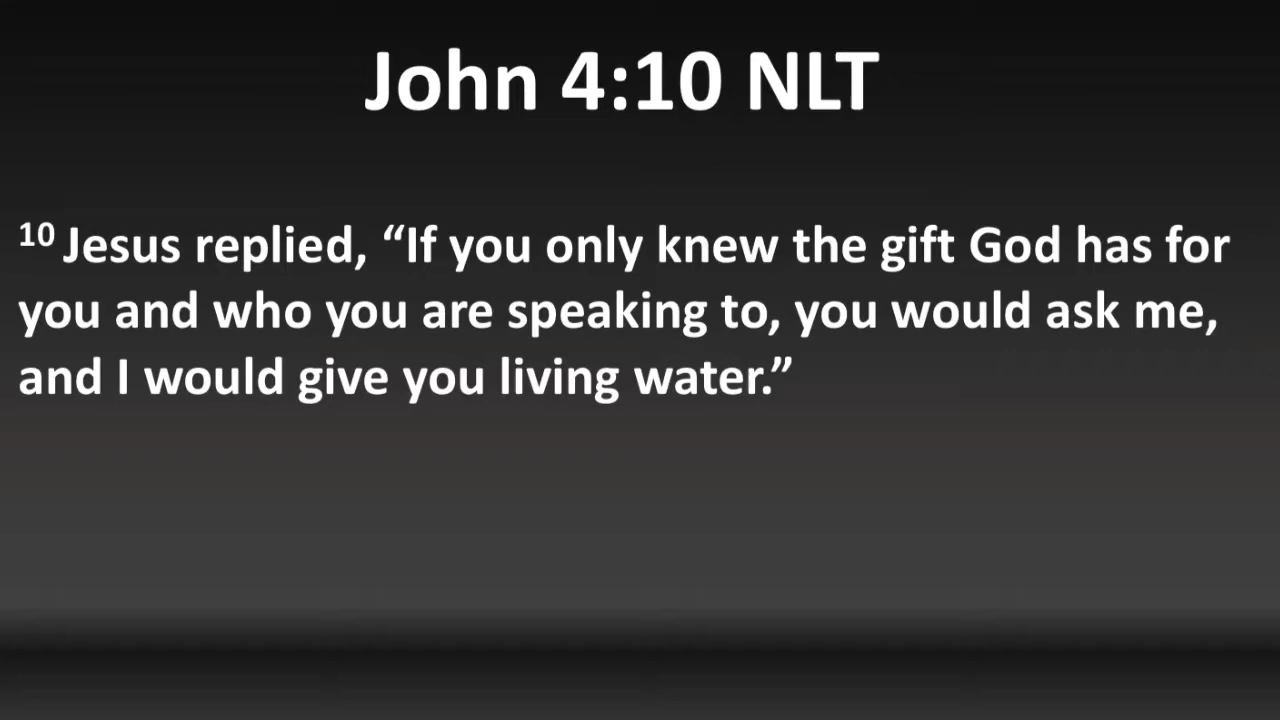 John 4:10 NLT
10 Jesus replied, “If you only knew the gift God has for
you and who you are speaking to, you would ask me,
and I would give you living water.”